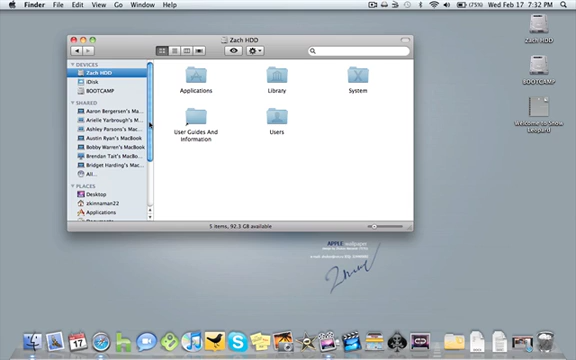 Finder File Edit View Go Window Help
(75%) Wed Feb 17 7:32 PM
Zach HDD
DEVICES
Zach HDD
iDisk
BOOTCAMP
SHARED
Aaron Bergersen's Ma...
Arielle Yarbrough's M...
Ashley Parsons's Mac...
Austin Ryan's MacBook
Bobby Warren's MacBook
Brendan Tait's MacBo...
Bridget Harding's Mac...
All...
PLACES
Desktop
zkinnaman22
Applications
Applications
Library
System
User Guides And
Information
Users
5 items, 92.3 GB available
Zach HDD
BOOTCAMP
Welcome to Snow
Leopard!
APPLE wallpaper
17